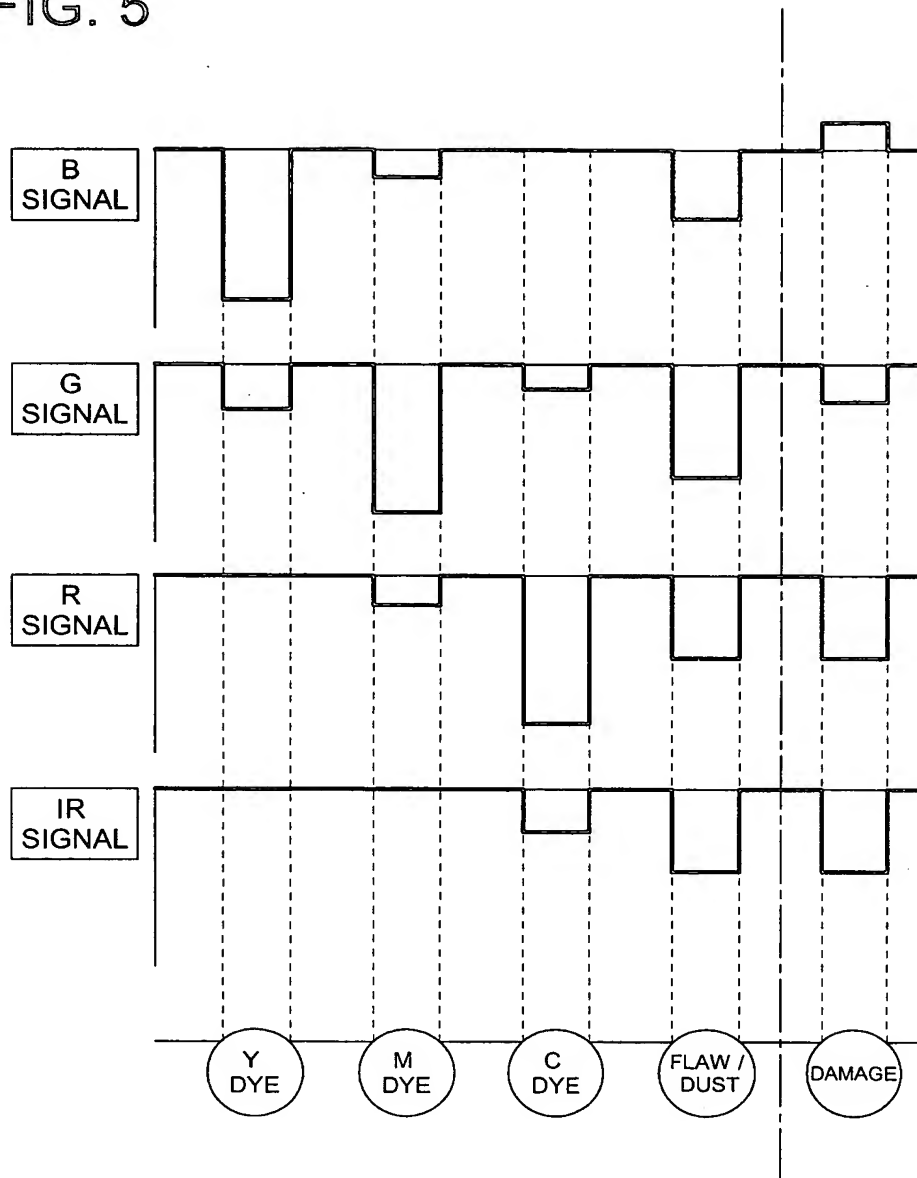 FIG. 5
B
SIGNAL
G
SIGNAL
R
SIGNAL
IR
SIGNAL
Y
DYE
M
DYE
C
DYE
FLAW /
DUST
DAMAGE